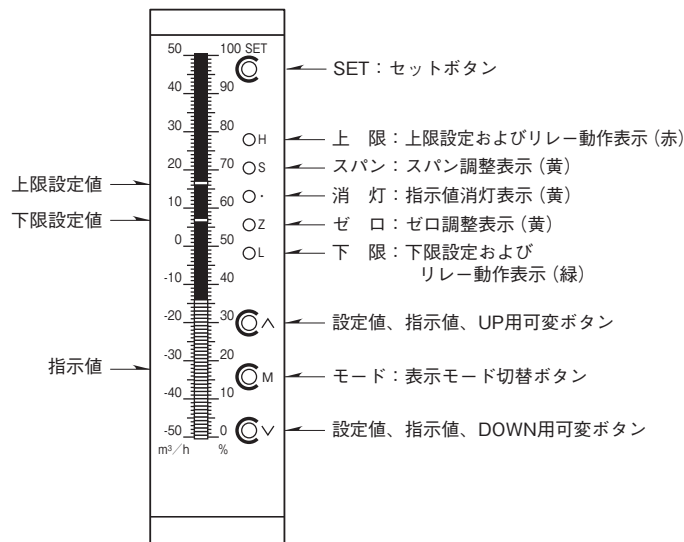 50 100 SET
SET：セットボタン
40 90
30 80
H 上　限：上限設定およびリレー動作表示（赤）
20 70
S スパン：スパン調整表示（黄）
上限設定値
・ 消　灯：指示値消灯表示（黄）
10 60
下限設定値
Z ゼ　ロ：ゼロ調整表示（黄）
0 50
L 下　限：下限設定および
リレー動作表示（緑）
-10 40
-20 30
∧ 設定値、指示値、UP用可変ボタン
-30 20
指示値
M モード：表示モード切替ボタン
-40 10
-50 0
∨ 設定値、指示値、DOWN用可変ボタン
m³／h %